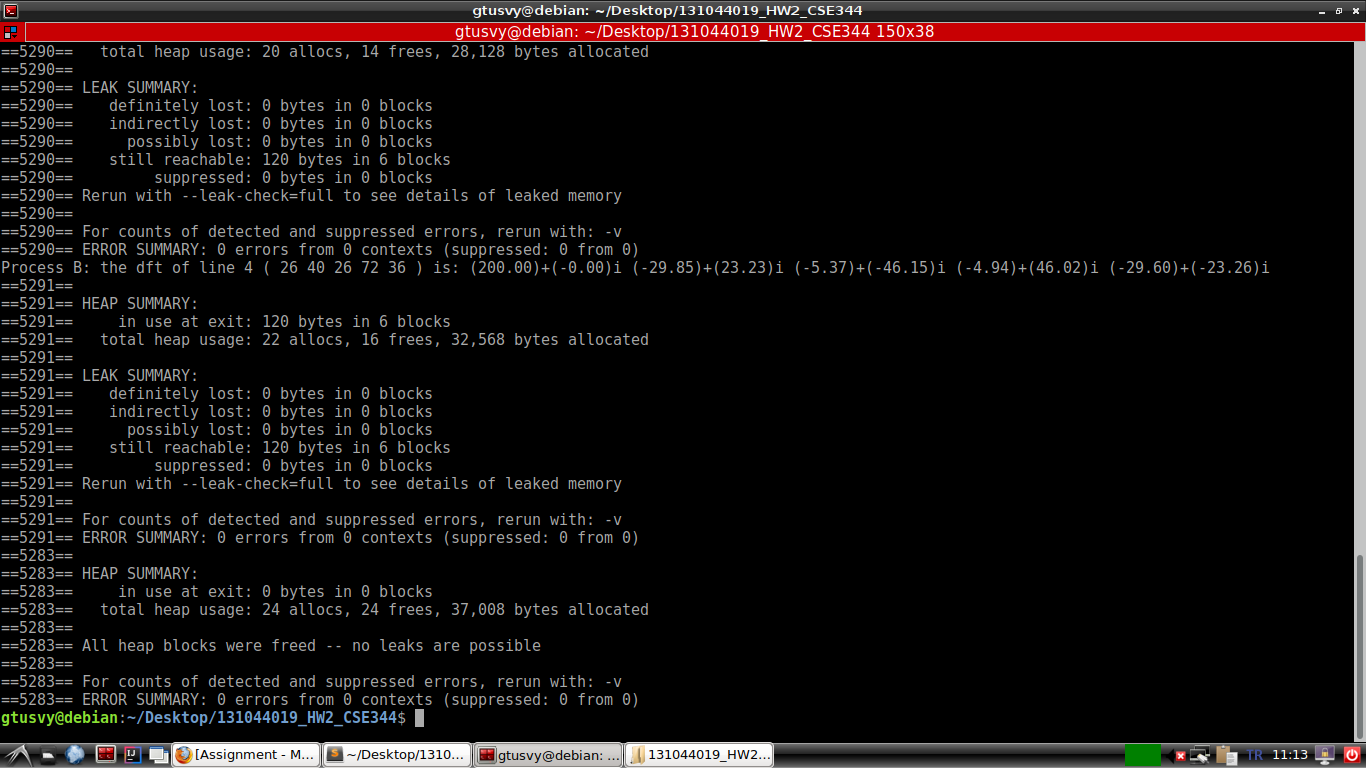 gtusvy@debian: ~/Desktop/131044019_HW2_CSE344
gtusvy@debian: ~/Desktop/131044019_HW2_CSE344 150x38
==5290==   total heap usage: 20 allocs, 14 frees, 28,128 bytes allocated
==5290==
==5290== LEAK SUMMARY:
==5290==    definitely lost: 0 bytes in 0 blocks
==5290==    indirectly lost: 0 bytes in 0 blocks
==5290==      possibly lost: 0 bytes in 0 blocks
==5290==    still reachable: 120 bytes in 6 blocks
==5290==         suppressed: 0 bytes in 0 blocks
==5290== Rerun with --leak-check=full to see details of leaked memory
==5290==
==5290== For counts of detected and suppressed errors, rerun with: -v
==5290== ERROR SUMMARY: 0 errors from 0 contexts (suppressed: 0 from 0)
Process B: the dft of line 4 ( 26 40 26 72 36 ) is: (200.00)+(-0.00)i (-29.85)+(23.23)i (-5.37)+(-46.15)i (-4.94)+(46.02)i (-29.60)+(-23.26)i
==5291==
==5291== HEAP SUMMARY:
==5291==     in use at exit: 120 bytes in 6 blocks
==5291==   total heap usage: 22 allocs, 16 frees, 32,568 bytes allocated
==5291==
==5291== LEAK SUMMARY:
==5291==    definitely lost: 0 bytes in 0 blocks
==5291==    indirectly lost: 0 bytes in 0 blocks
==5291==      possibly lost: 0 bytes in 0 blocks
==5291==    still reachable: 120 bytes in 6 blocks
==5291==         suppressed: 0 bytes in 0 blocks
==5291== Rerun with --leak-check=full to see details of leaked memory
==5291==
==5291== For counts of detected and suppressed errors, rerun with: -v
==5291== ERROR SUMMARY: 0 errors from 0 contexts (suppressed: 0 from 0)
==5283==
==5283== HEAP SUMMARY:
==5283==     in use at exit: 0 bytes in 0 blocks
==5283==   total heap usage: 24 allocs, 24 frees, 37,008 bytes allocated
==5283==
==5283== All heap blocks were freed -- no leaks are possible
==5283==
==5283== For counts of detected and suppressed errors, rerun with: -v
==5283== ERROR SUMMARY: 0 errors from 0 contexts (suppressed: 0 from 0)
gtusvy@debian:~/Desktop/131044019_HW2_CSE344$
IJ [Assignment - M... ~/Desktop/1310... gtusvy@debian: ... 131044019_HW2... TR 11:13